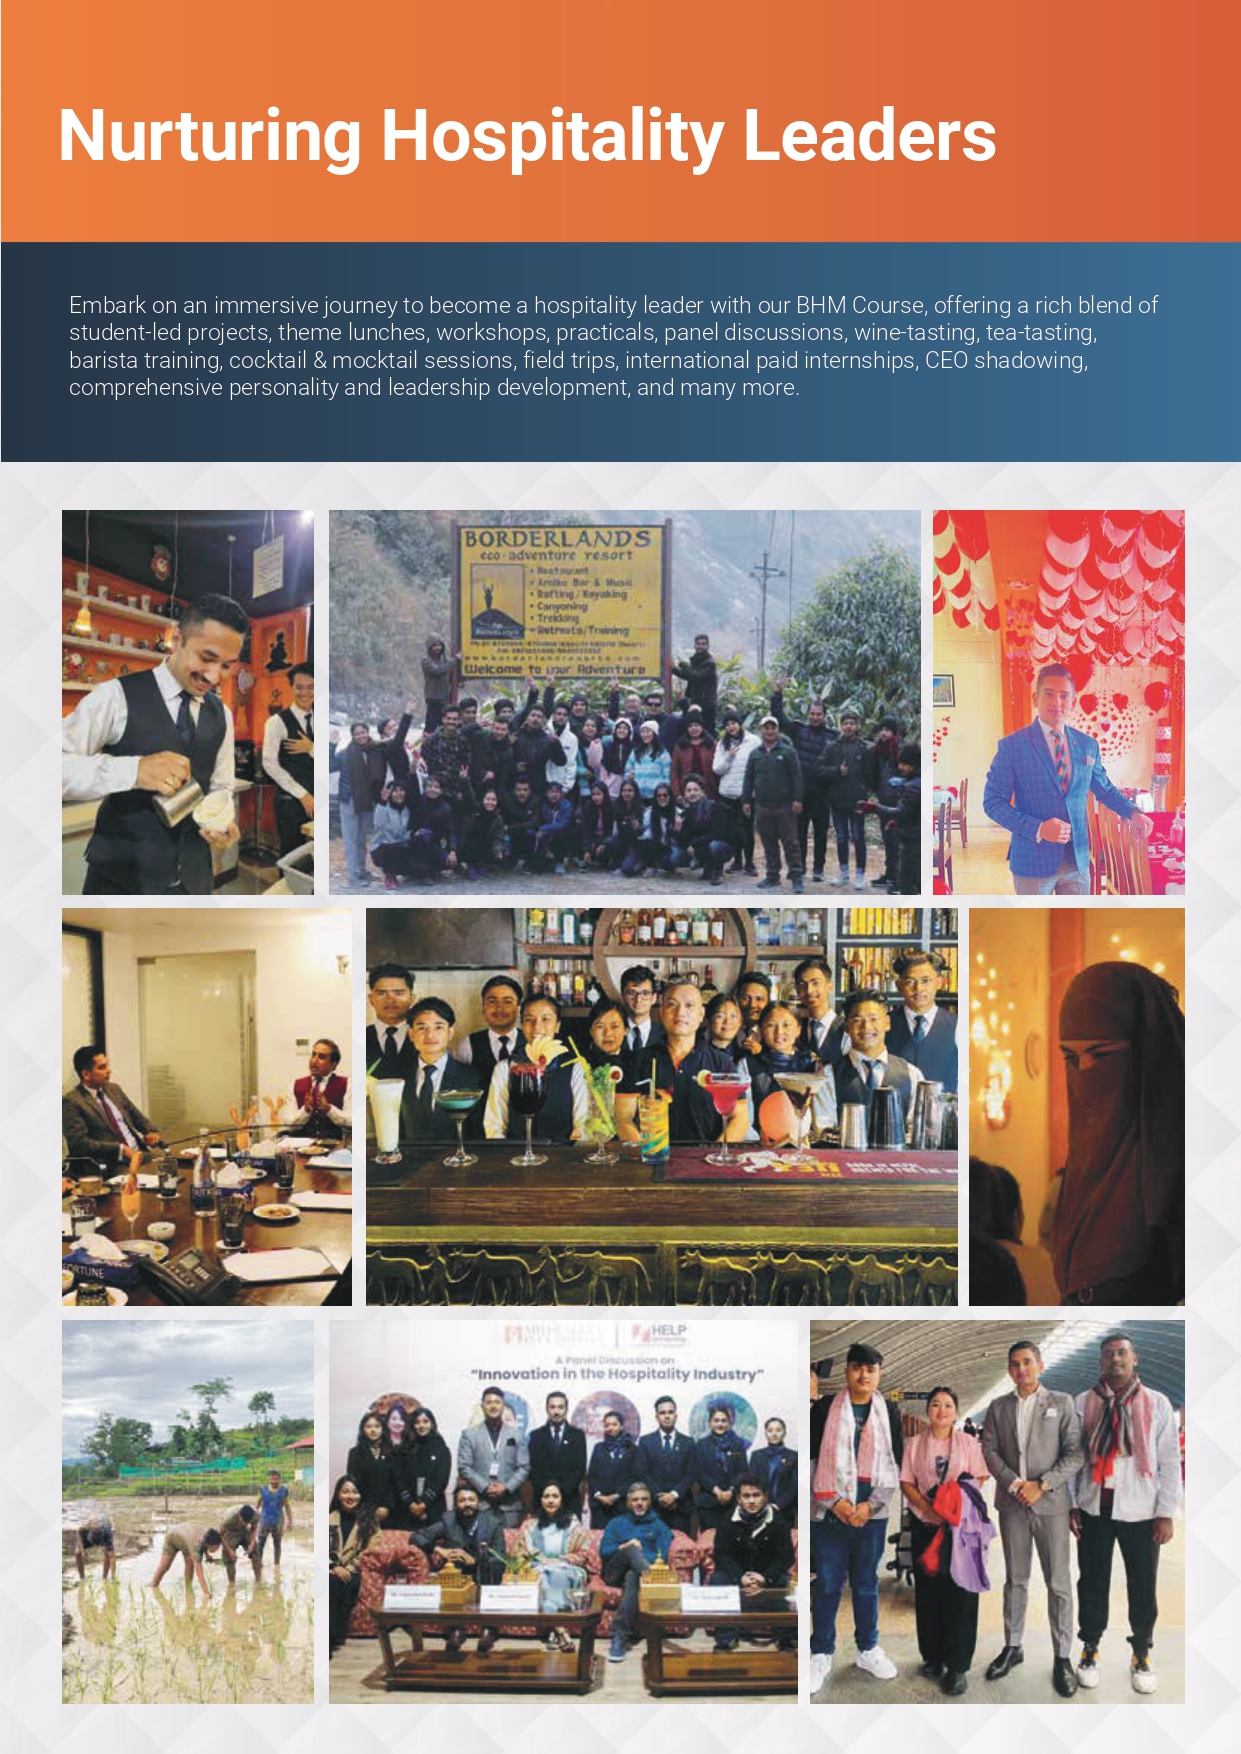 Nurturing Hospitality Leaders
Embark on an immersive journey to become a hospitality leader with our BHM Course, offering a rich blend of
student-led projects, theme lunches, workshops, practicals, panel discussions, wine-tasting, tea-tasting,
barista training, cocktail & mocktail sessions, field trips, international paid internships, CEO shadowing,
comprehensive personality and leadership development, and many more.
BORDERLANDS
eco-adventure resort
• Restaurant
• Arniko Bar & Music
• Rafting/Kayaking
• Canyoning
• Trekking
• Retreats/Training
Welcome to your Adventure
FORTUNE
HELP
A Panel Discussion on
"Innovation in the Hospitality Industry"